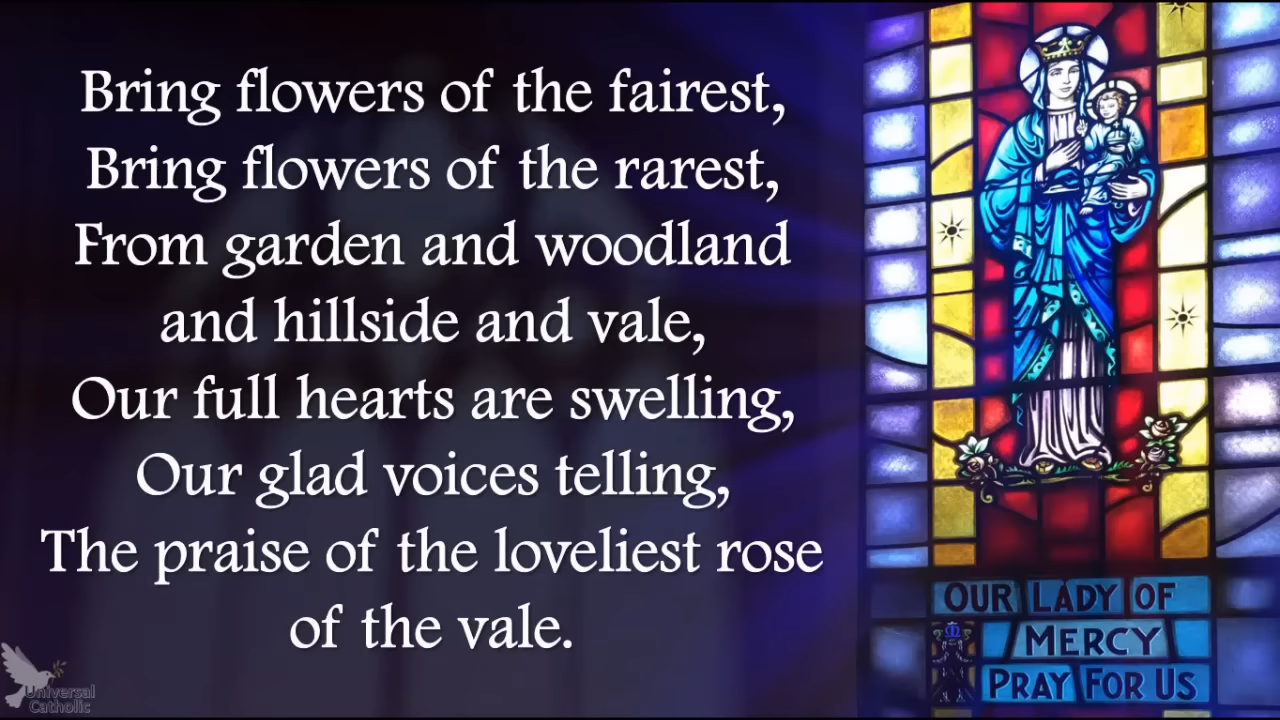 Bring flowers of the fairest,
Bring flowers of the rarest,
From garden and woodland
and hillside and vale,
Our full hearts are swelling,
Our glad voices telling,
The praise of the loveliest rose
of the vale.
OUR LADY OF
MERCY
PRAY FOR US
Universal
Catholic